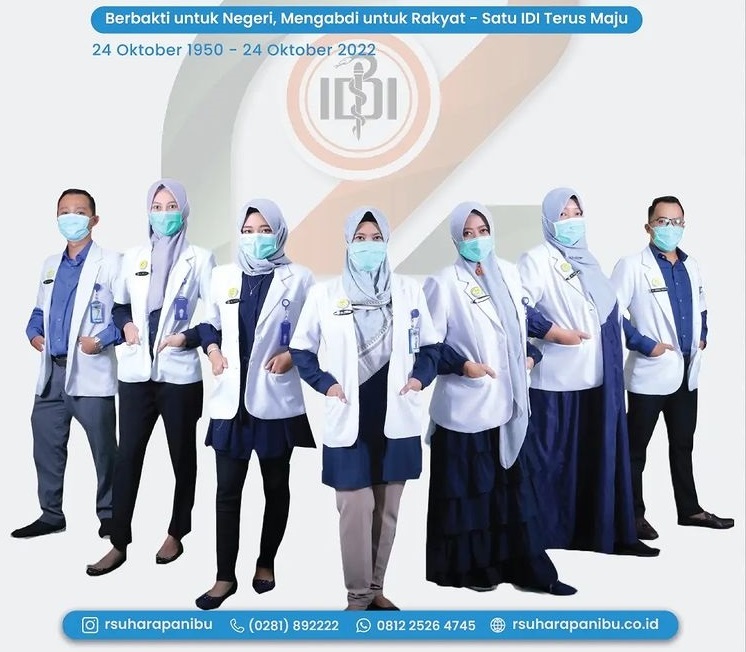 Berbakti untuk Negeri, Mengabdi untuk Rakyat - Satu IDI Terus Maju
24 Oktober 1950 - 24 Oktober 2022
IDI
rsuharapanibu (0281) 892222 0812 2526 4745 rsuharapanibu.co.id